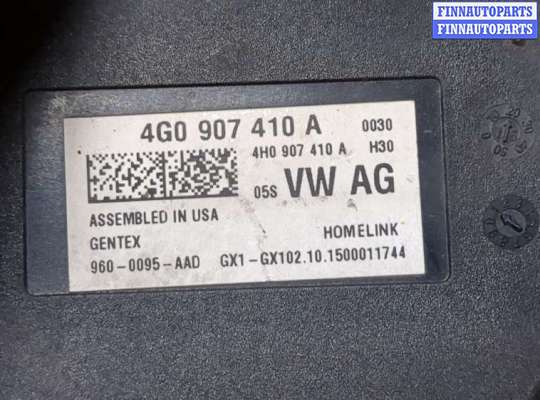 FINNAUTOPARTS
FINNAUTOPARTS
4G0 907 410 A 0030
4H0 907 410 A H30
05S VW AG
ASSEMBLED IN USA
GENTEX HOMELINK
960-0095-AAD GX1-GX102.10.1500011744